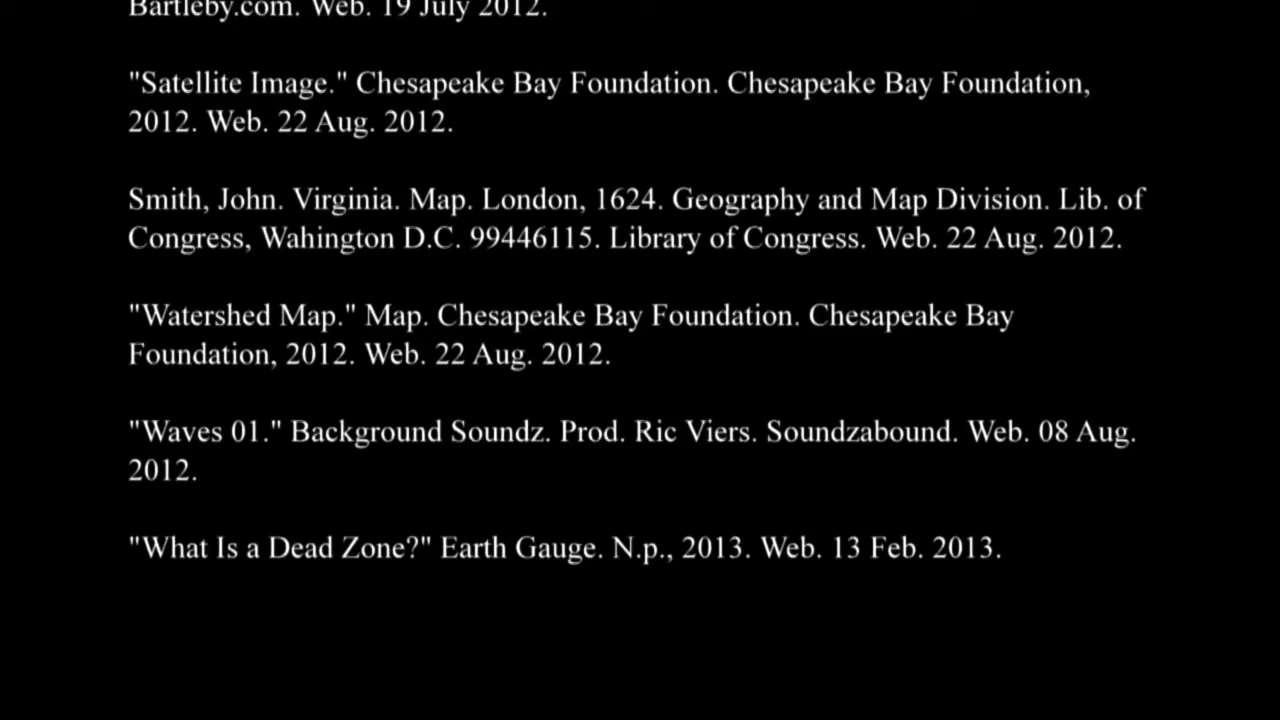 Bartleby.com. Web. 19 July 2012.
"Satellite Image." Chesapeake Bay Foundation. Chesapeake Bay Foundation,
2012. Web. 22 Aug. 2012.
Smith, John. Virginia. Map. London, 1624. Geography and Map Division. Lib. of
Congress, Wahington D.C. 99446115. Library of Congress. Web. 22 Aug. 2012.
"Watershed Map." Map. Chesapeake Bay Foundation. Chesapeake Bay
Foundation, 2012. Web. 22 Aug. 2012.
"Waves 01." Background Soundz. Prod. Ric Viers. Soundzabound. Web. 08 Aug.
2012.
"What Is a Dead Zone?" Earth Gauge. N.p., 2013. Web. 13 Feb. 2013.